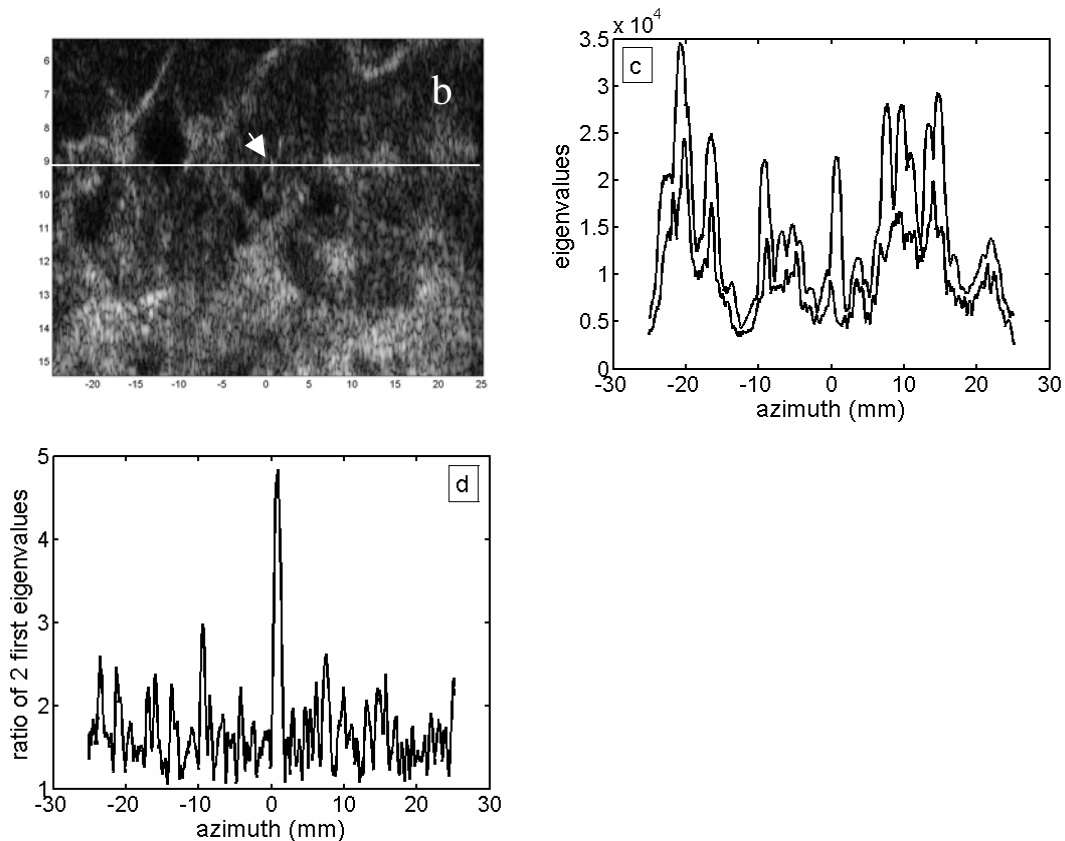 b
6
7
8
9
10
11
12
13
14
15
-20 -15 -10 -5 0 5 10 15 20 25
x 10^4
c
3.5
3
2.5
2
1.5
1
0.5
0
eigenvalues
-30 -20 -10 0 10 20 30
azimuth (mm)
d
5
4
3
2
1
ratio of 2 first eigenvalues
-30 -20 -10 0 10 20 30
azimuth (mm)